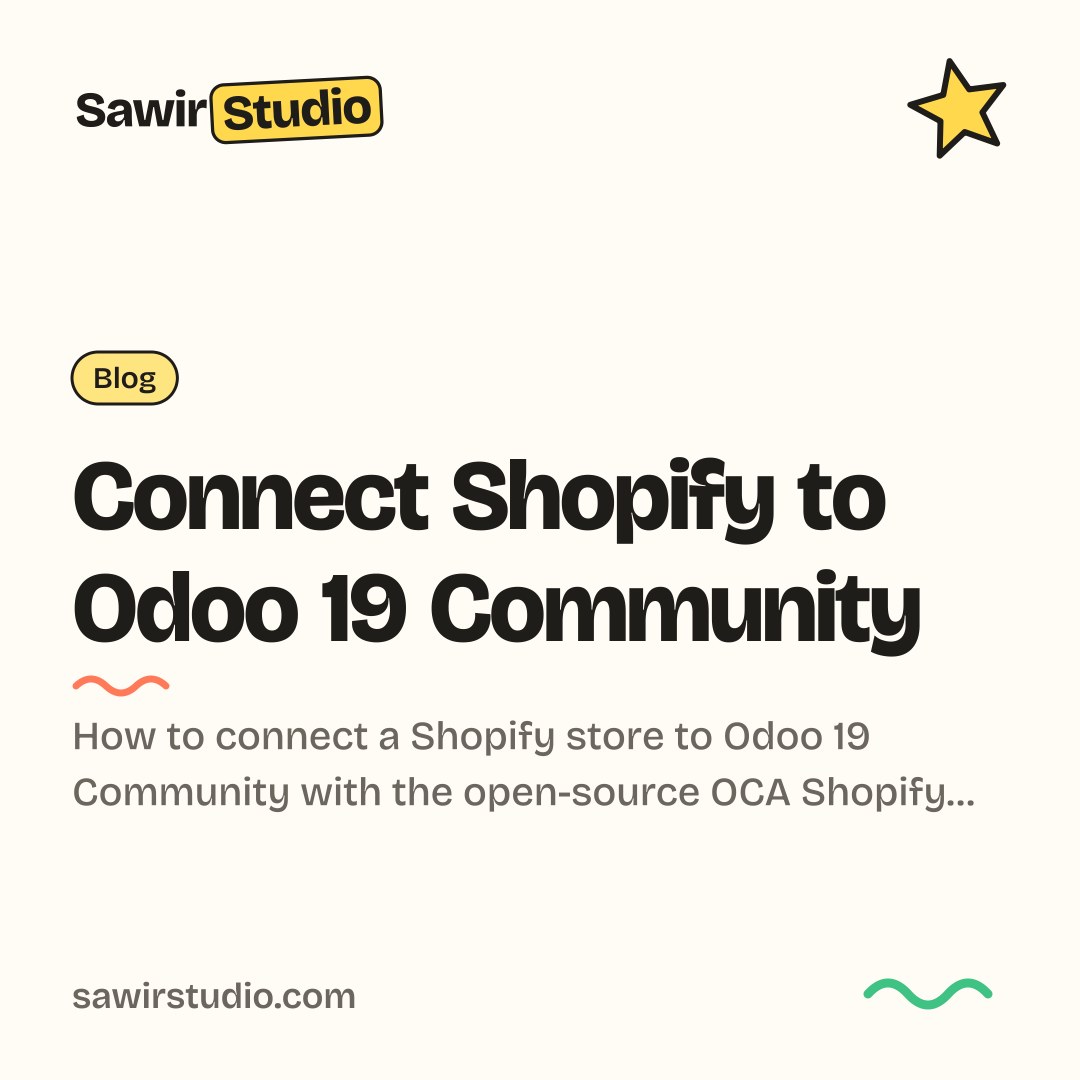 Sawir Studio
Blog
Connect Shopify to
Odoo 19 Community
How to connect a Shopify store to Odoo 19
Community with the open-source OCA Shopify...
sawirstudio.com